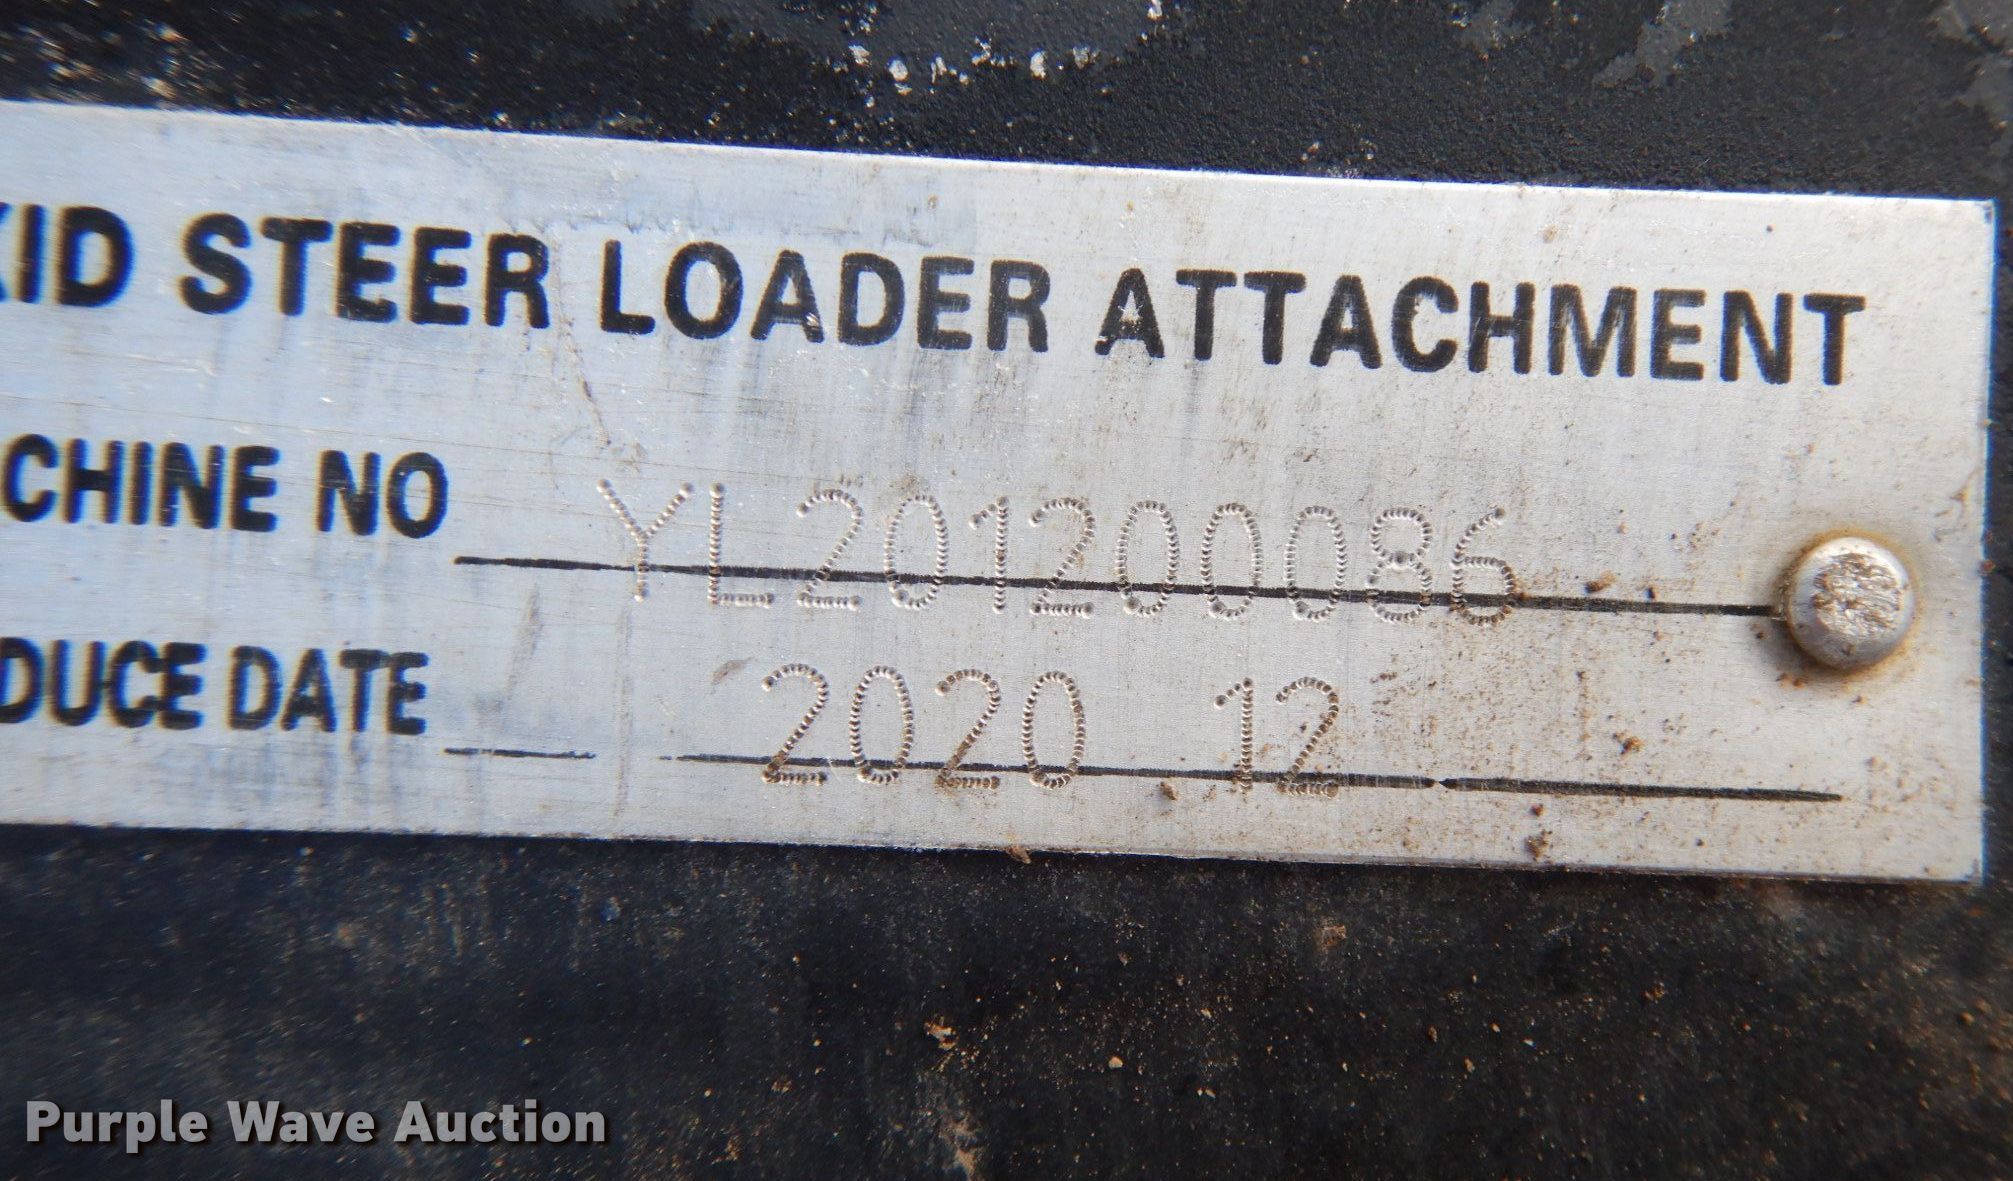 KID STEER LOADER ATTACHMENT
CHINE NO YL201200086
DUCE DATE 2020 12
Purple Wave Auction